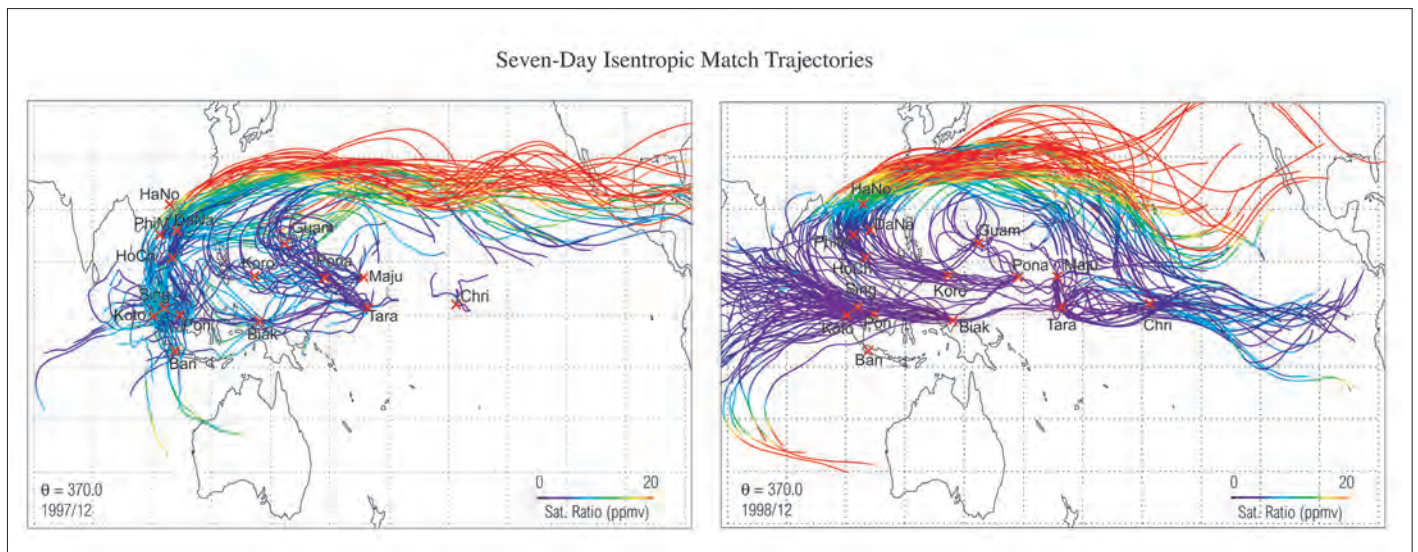 Seven-Day Isentropic Match Trajectories
HaNo
PhiM
Guam
HoCh
Koro
Pona
Maju
Sing
Chri
Koto
Pon
Biak
Tara
Ban
θ = 370.0
1997/12
0 20
Sat. Ratio (ppmv)
HaNo
DaNa
Guam
HoCh
Pona
Maju
Koro
Sing
Koto
Pon
Biak
Tara
Chri
Ban
θ = 370.0
1998/12
0 20
Sat. Ratio (ppmv)